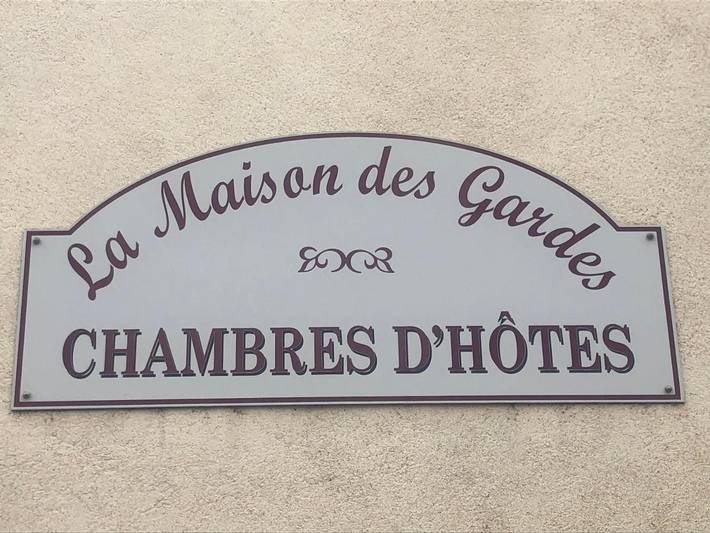 La Maison des Gardes
CHAMBRES D'HÔTES